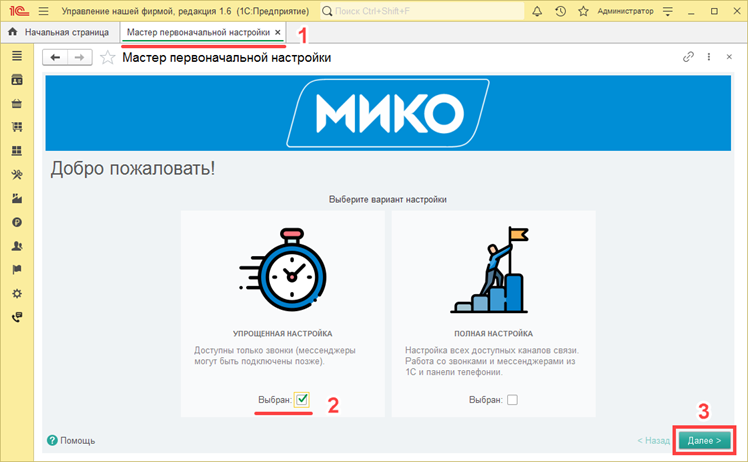 1С Управление нашей фирмой, редакция 1.6 (1С:Предприятие) Поиск Ctrl+Shift+F Администратор
Начальная страница Мастер первоначальной настройки × 1
Мастер первоначальной настройки
МИКО
Добро пожаловать!
Выберите вариант настройки
УПРОЩЕННАЯ НАСТРОЙКА
Доступны только звонки (мессенджеры
могут быть подключены позже).
Выбран: 2
ПОЛНАЯ НАСТРОЙКА
Настройка всех доступных каналов связи.
Работа со звонками и мессенджерами из
1С и панели телефонии.
Выбран:
3
? Помощь < Назад Далее >